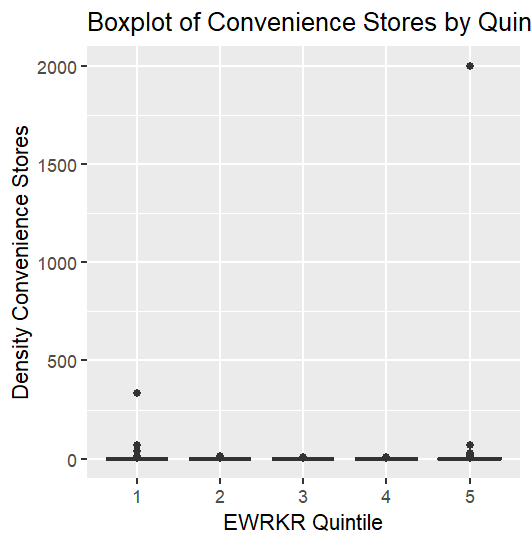 Boxplot of Convenience Stores by Quin
2000
1500
1000
500
0
Density Convenience Stores
1 2 3 4 5
EWRKR Quintile